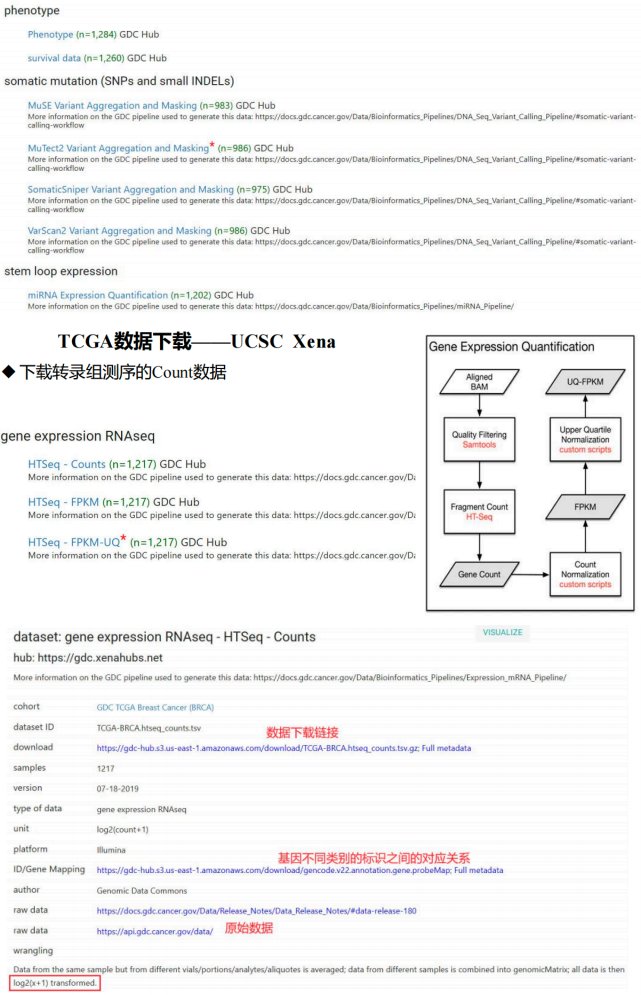 phenotype
Phenotype (n=1,284) GDC Hub
survival data (n=1,260) GDC Hub
somatic mutation (SNPs and small INDELs)
MuSE Variant Aggregation and Masking (n=983) GDC Hub
More information on the GDC pipeline used to generate this data: https://docs.gdc.cancer.gov/Data/Bioinformatics_Pipelines/DNA_Seq_Variant_Calling_Pipeline/#somatic-variant-
calling-workflow
MuTect2 Variant Aggregation and Masking* (n=986) GDC Hub
More information on the GDC pipeline used to generate this data: https://docs.gdc.cancer.gov/Data/Bioinformatics_Pipelines/DNA_Seq_Variant_Calling_Pipeline/#somatic-variant-
calling-workflow
SomaticSniper Variant Aggregation and Masking (n=975) GDC Hub
More information on the GDC pipeline used to generate this data: https://docs.gdc.cancer.gov/Data/Bioinformatics_Pipelines/DNA_Seq_Variant_Calling_Pipeline/#somatic-variant-
calling-workflow
VarScan2 Variant Aggregation and Masking (n=986) GDC Hub
More information on the GDC pipeline used to generate this data: https://docs.gdc.cancer.gov/Data/Bioinformatics_Pipelines/DNA_Seq_Variant_Calling_Pipeline/#somatic-variant-
calling-workflow
stem loop expression
miRNA Expression Quantification (n=1,202) GDC Hub
More information on the GDC pipeline used to generate this data: https://docs.gdc.cancer.gov/Data/Bioinformatics_Pipelines/miRNA_Pipeline/
TCGA数据下载——UCSC Xena
◆ 下载转录组测序的Count数据
gene expression RNAseq
HTSeq - Counts (n=1,217) GDC Hub
More information on the GDC pipeline used to generate this data: https://docs.gdc.cancer.gov/Da
HTSeq - FPKM (n=1,217) GDC Hub
More information on the GDC pipeline used to generate this data: https://docs.gdc.cancer.gov/Da
HTSeq - FPKM-UQ* (n=1,217) GDC Hub
More information on the GDC pipeline used to generate this data: https://docs.gdc.cancer.gov/Da
Gene Expression Quantification
Aligned
BAM
Quality Filtering
Samtools
Fragment Count
HT-Seq
Gene Count
Count
Normalization
custom scripts
FPKM
Upper Quartile
Normalization
custom scripts
UQ-FPKM
dataset: gene expression RNAseq - HTSeq - Counts
VISUALIZE
hub: https://gdc.xenahubs.net
More information on the GDC pipeline used to generate this data: https://docs.gdc.cancer.gov/Data/Bioinformatics_Pipelines/Expression_mRNA_Pipeline/
cohort GDC TCGA Breast Cancer (BRCA)
dataset ID TCGA-BRCA.htseq_counts.tsv
数据下载链接
download https://gdc-hub.s3.us-east-1.amazonaws.com/download/TCGA-BRCA.htseq_counts.tsv.gz; Full metadata
samples 1217
version 07-18-2019
type of data gene expression RNAseq
unit log2(count+1)
platform Illumina
基因不同类别的标识之间的对应关系
ID/Gene Mapping https://gdc-hub.s3.us-east-1.amazonaws.com/download/gencode.v22.annotation.gene.probeMap; Full metadata
author Genomic Data Commons
raw data https://docs.gdc.cancer.gov/Data/Release_Notes/Data_Release_Notes/#data-release-180
raw data https://api.gdc.cancer.gov/data/ 原始数据
wrangling
Data from the same sample but from different vials/portions/analytes/aliquotes is averaged; data from different samples is combined into genomicMatrix; all data is then
log2(x+1) transformed.